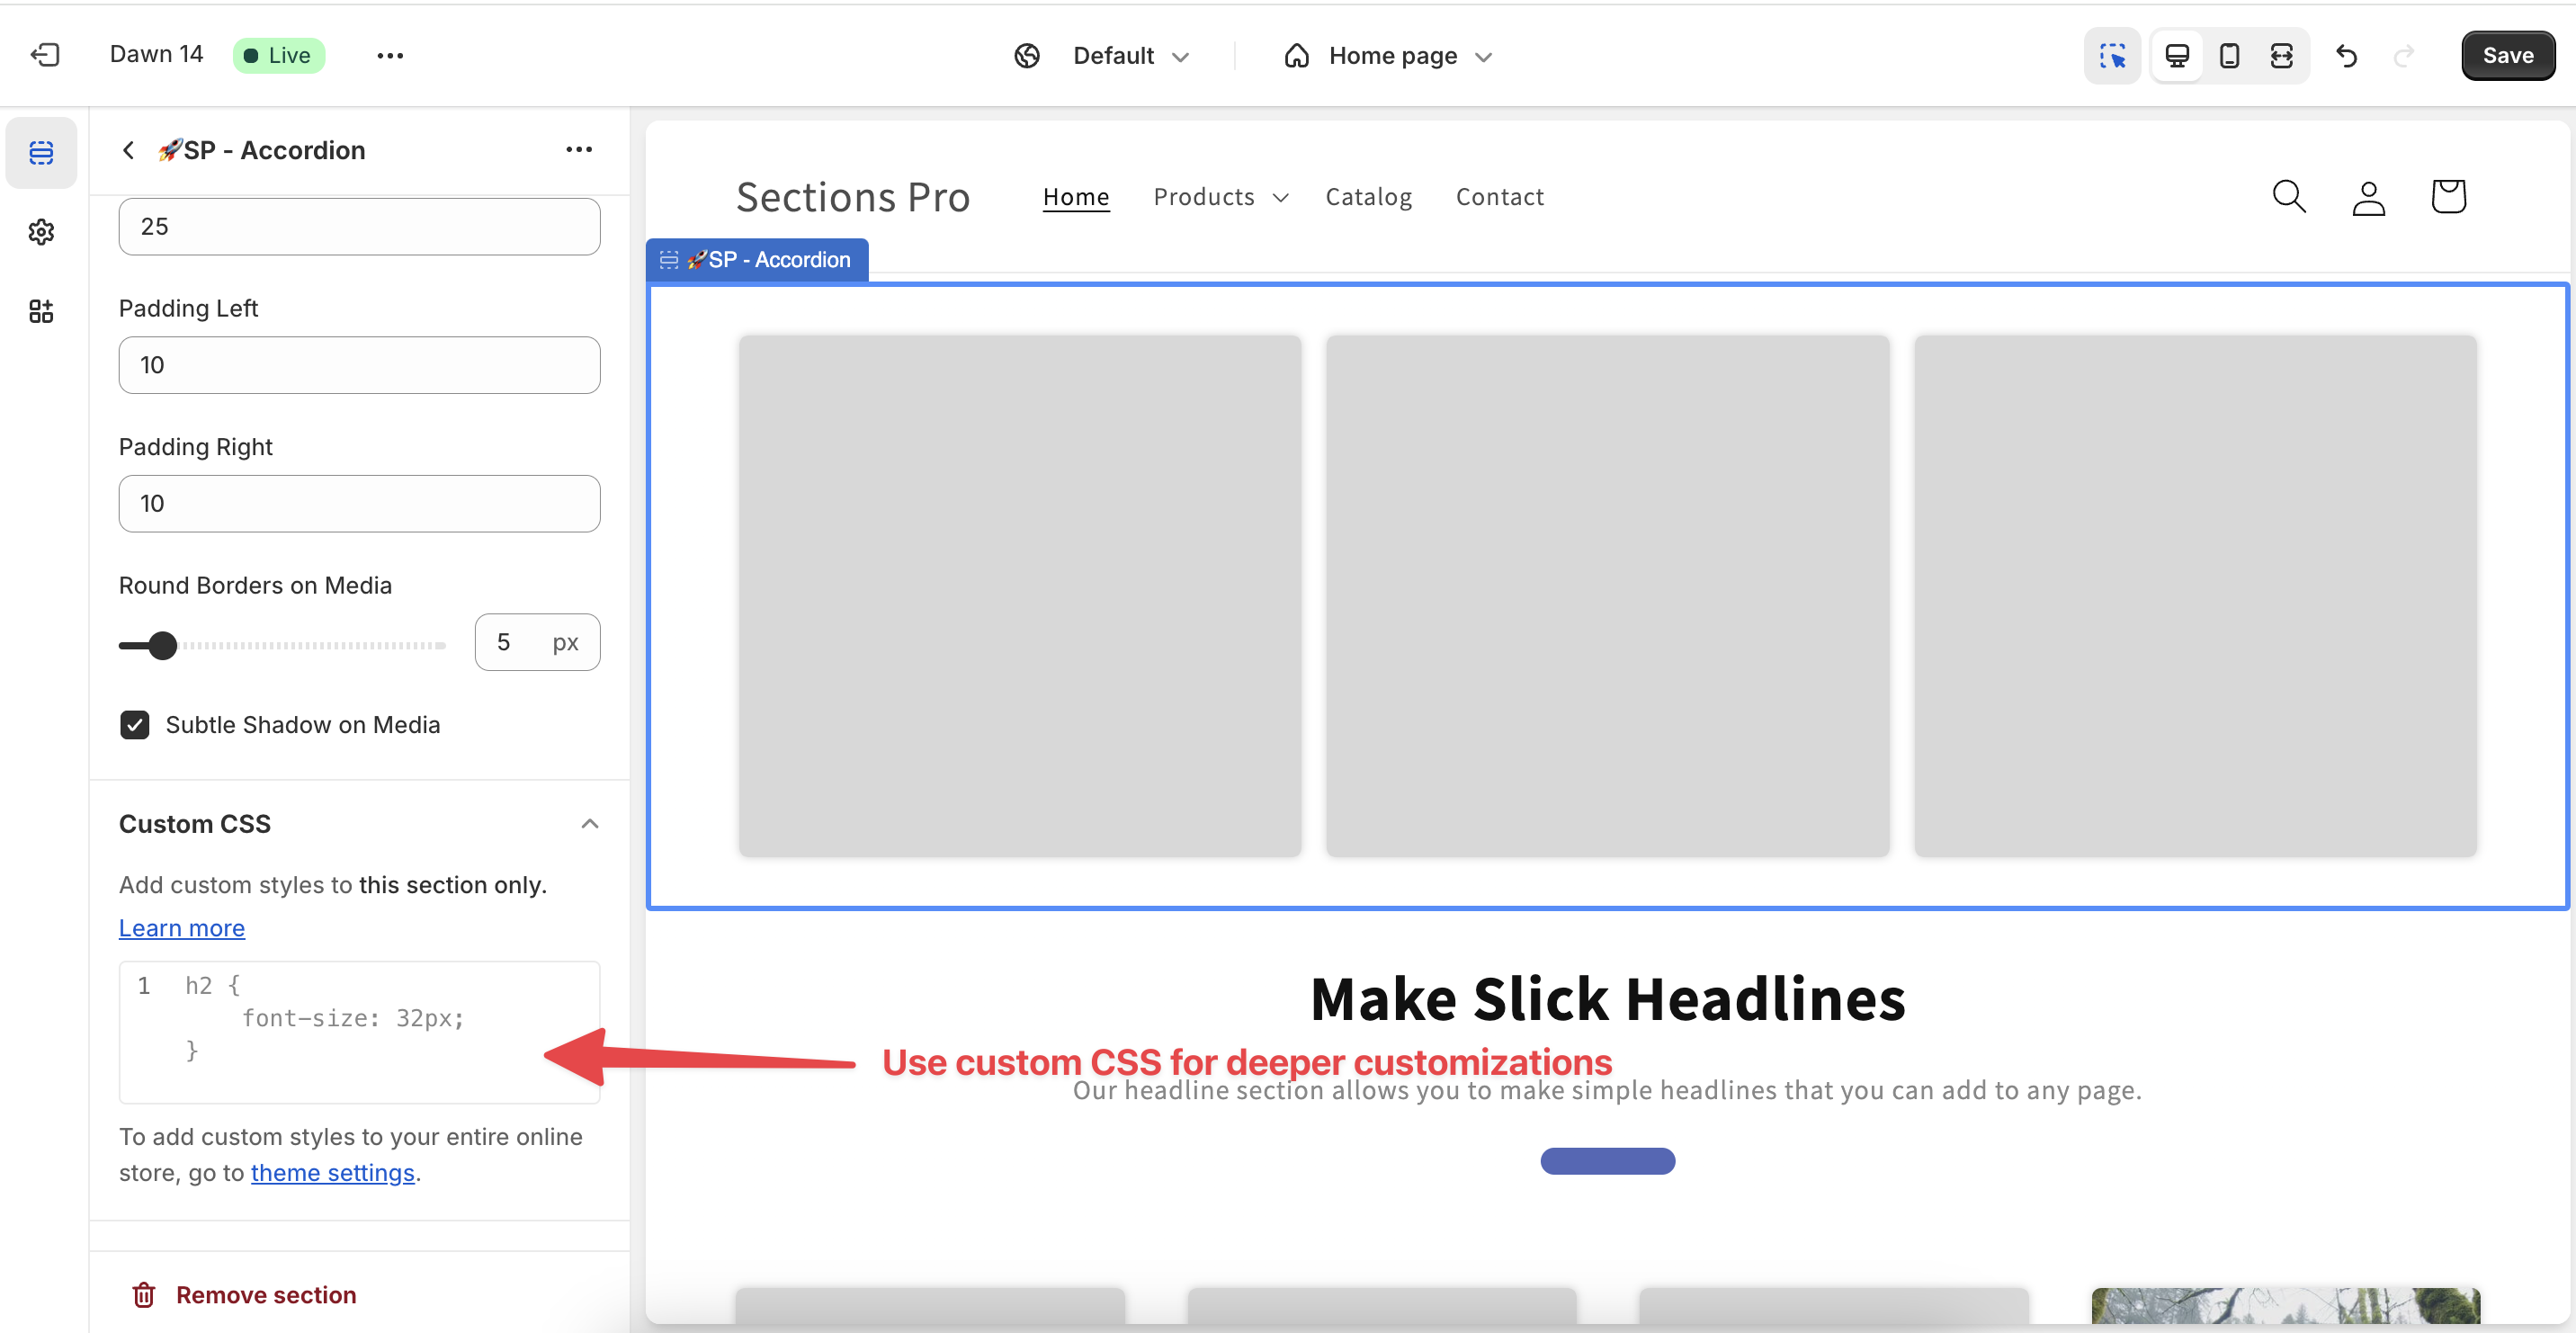 Dawn 14
Live
Default
Home page
Save
🚀SP - Accordion
25
Padding Left
10
Padding Right
10
Round Borders on Media
5 px
Subtle Shadow on Media
Custom CSS
Add custom styles to this section only.
Learn more
1 h2 {
font-size: 32px;
}
To add custom styles to your entire online
store, go to theme settings.
Remove section
Sections Pro
Home Products Catalog Contact
🚀SP - Accordion
Make Slick Headlines
Use custom CSS for deeper customizations
Our headline section allows you to make simple headlines that you can add to any page.